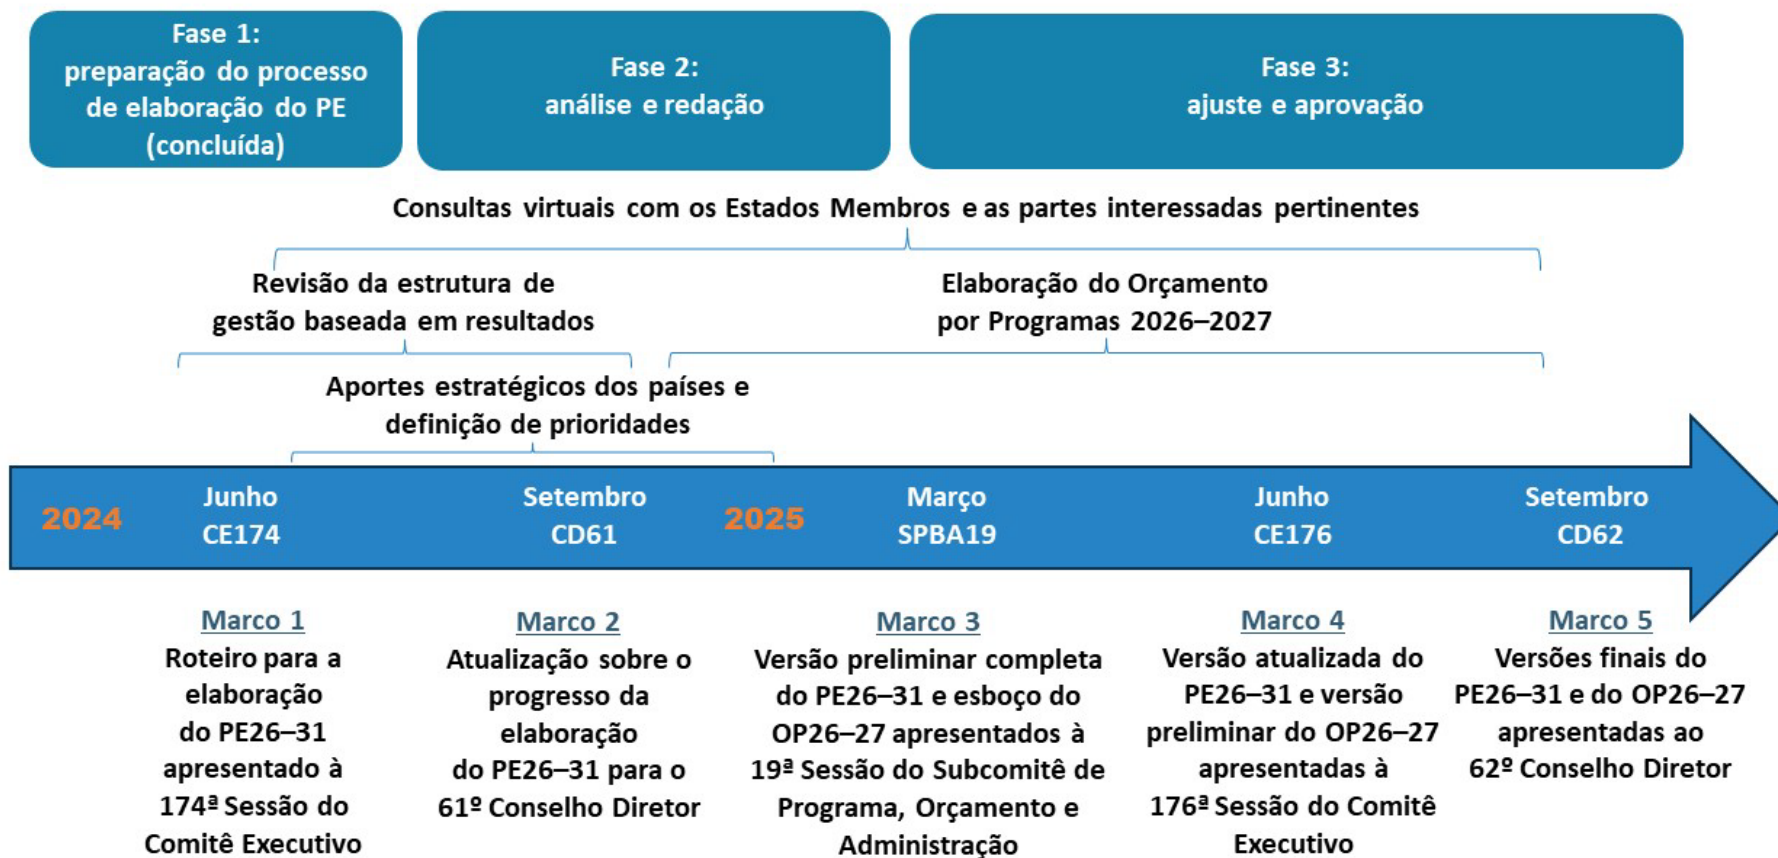 Fase 1:
preparação do processo
de elaboração do PE
(concluída)
Fase 2:
análise e redação
Fase 3:
ajuste e aprovação
Consultas virtuais com os Estados Membros e as partes interessadas pertinentes
Revisão da estrutura de
gestão baseada em resultados
Elaboração do Orçamento
por Programas 2026–2027
Aportes estratégicos dos países e
definição de prioridades
2024
Junho
CE174
Setembro
CD61
2025
Março
SPBA19
Junho
CE176
Setembro
CD62
Marco 1
Roteiro para a
elaboração
do PE26–31
apresentado à
174ª Sessão do
Comitê Executivo
Marco 2
Atualização sobre o
progresso da
elaboração
do PE26–31 para o
61º Conselho Diretor
Marco 3
Versão preliminar completa
do PE26–31 e esboço do
OP26–27 apresentados à
19ª Sessão do Subcomitê de
Programa, Orçamento e
Administração
Marco 4
Versão atualizada do
PE26–31 e versão
preliminar do OP26–27
apresentadas à
176ª Sessão do Comitê
Executivo
Marco 5
Versões finais do
PE26–31 e do OP26–27
apresentadas ao
62º Conselho Diretor